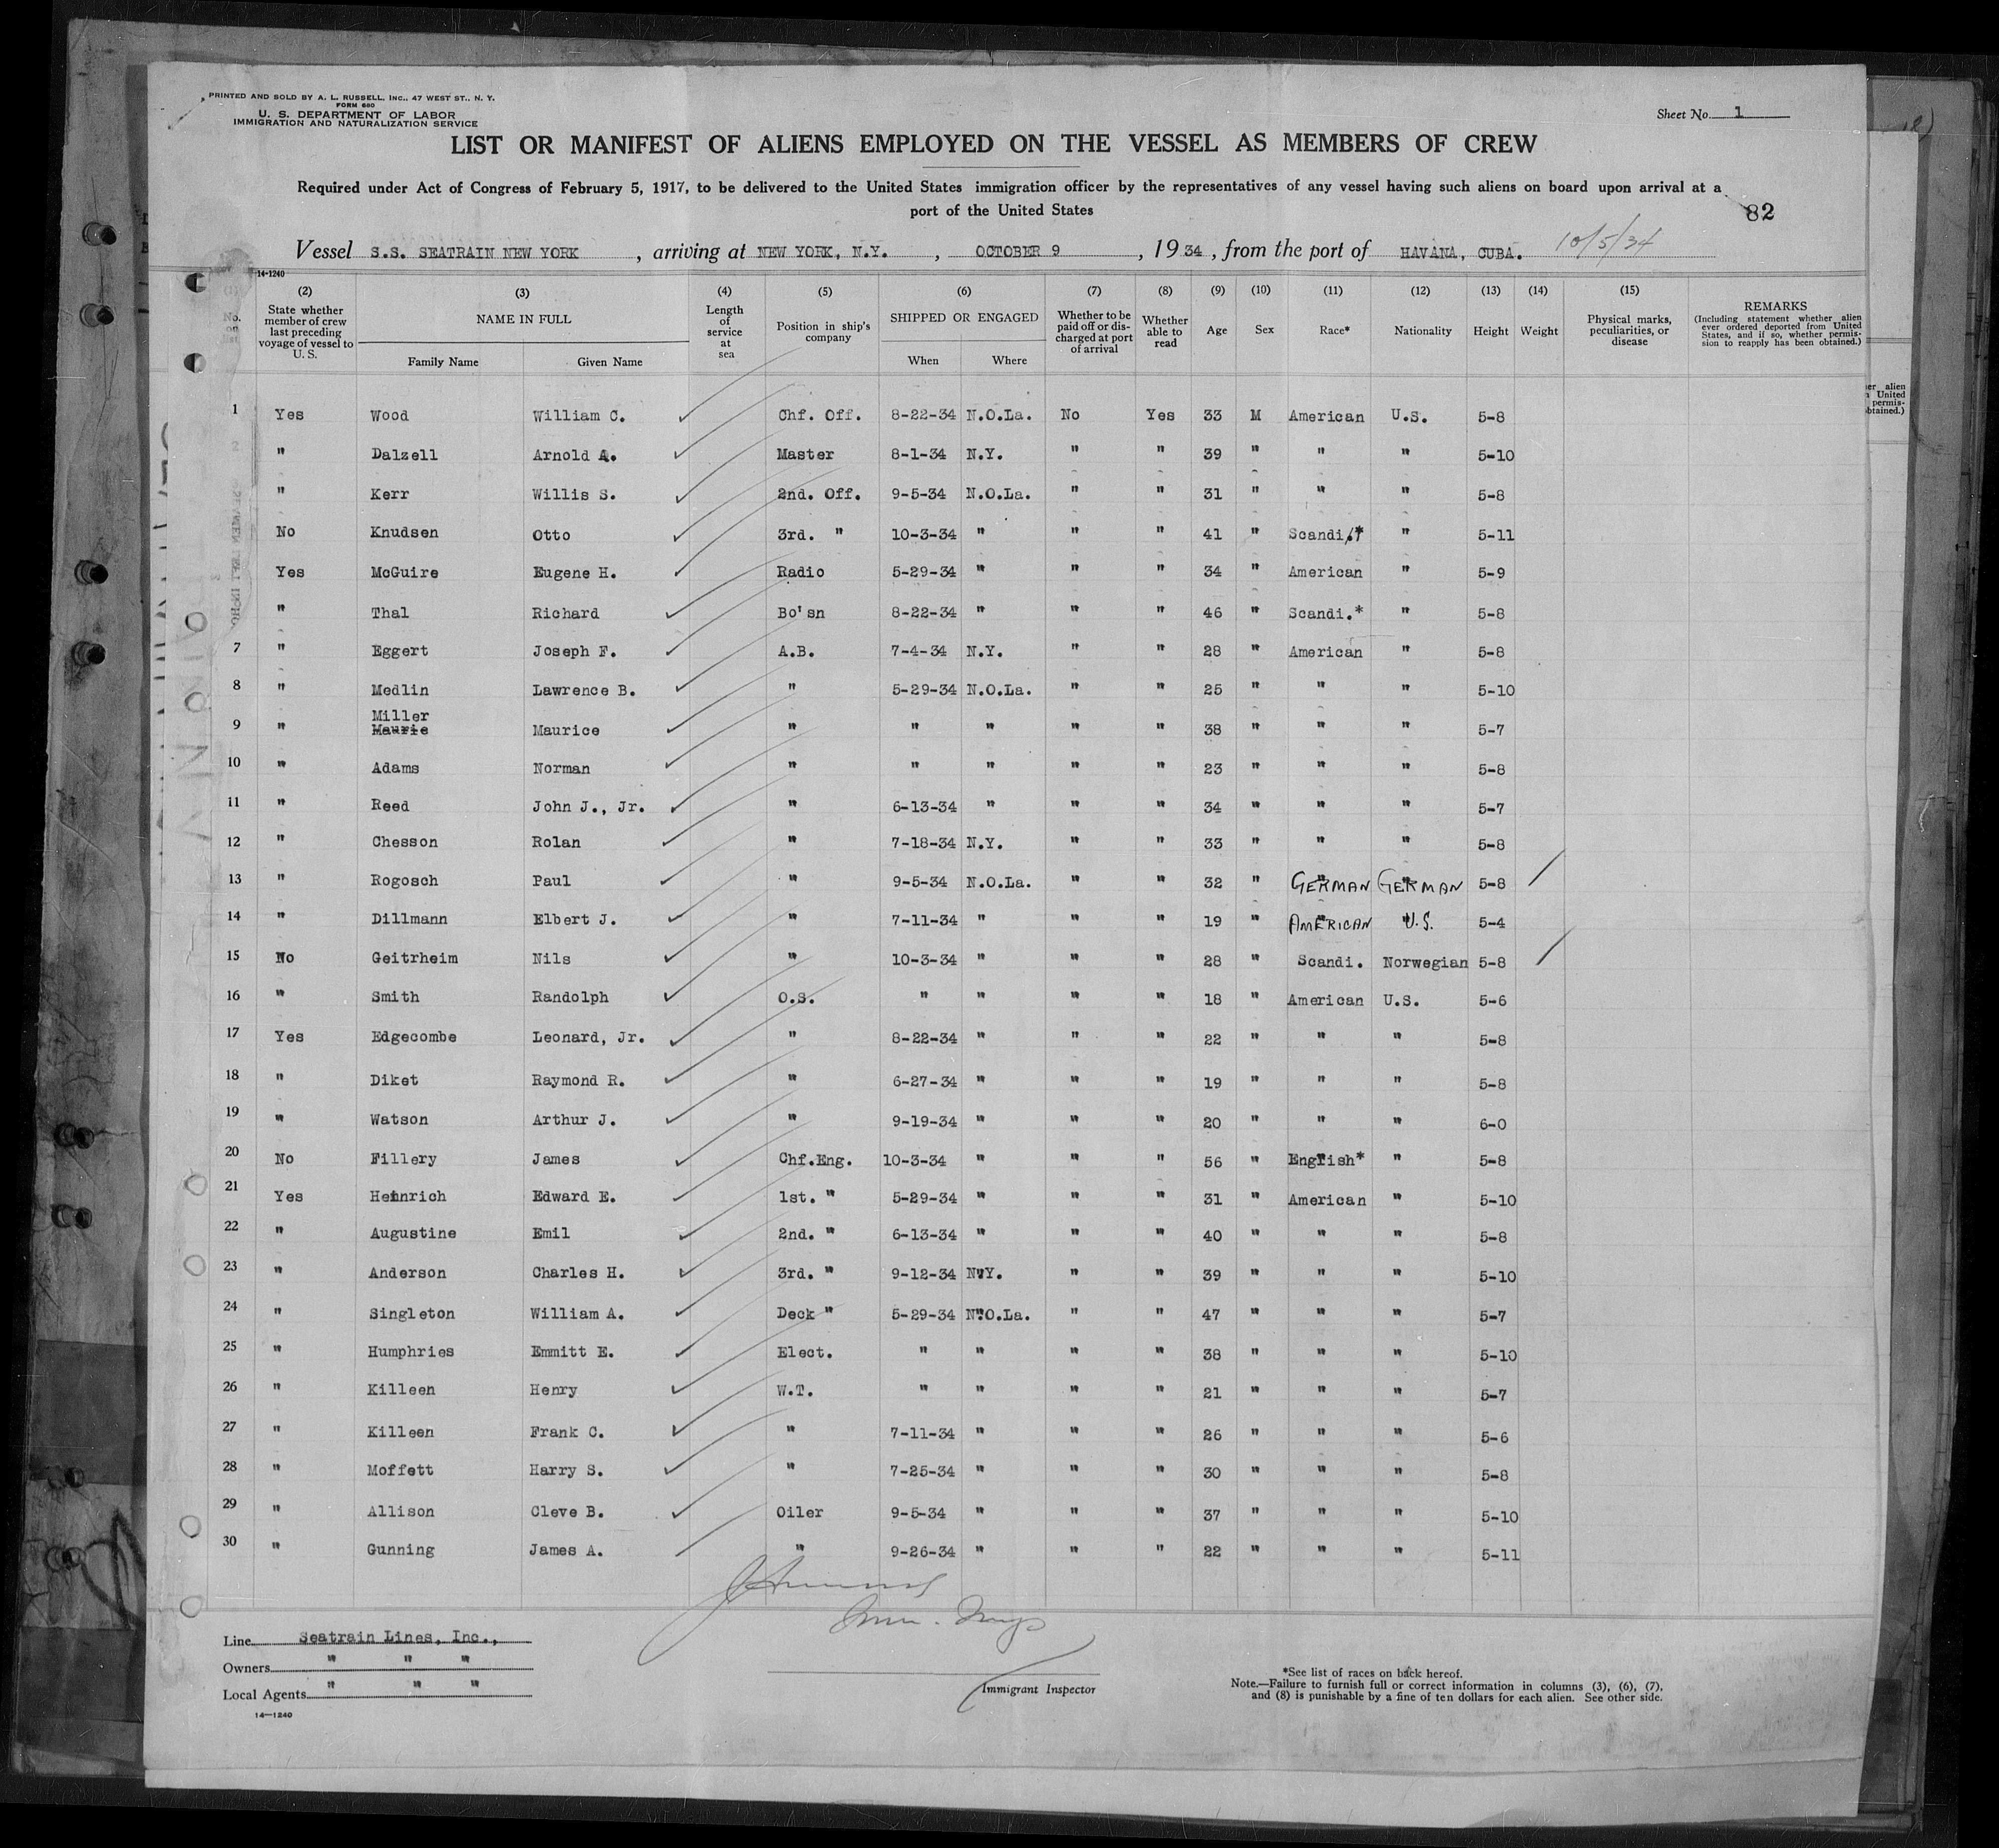 PRINTED AND SOLD BY A. L. RUSSELL, INC., 47 WEST ST., N. Y.
FORM 680
U. S. DEPARTMENT OF LABOR
IMMIGRATION AND NATURALIZATION SERVICE
Sheet No. 1
LIST OR MANIFEST OF ALIENS EMPLOYED ON THE VESSEL AS MEMBERS OF CREW
Required under Act of Congress of February 5, 1917, to be delivered to the United States immigration officer by the representatives of any vessel having such aliens on board upon arrival at a
port of the United States
82
Vessel S.S. SEATRAIN NEW YORK , arriving at NEW YORK, N.Y. , OCTOBER 9 , 1934 , from the port of HAVANA, CUBA. 10/5/34
14-1240
(1) No. on (2) State whether member of crew last preceding voyage of vessel to U. S. (3) NAME IN FULL Family Name Given Name (4) Length of service at sea (5) Position in ship's company (6) SHIPPED OR ENGAGED When Where (7) Whether to be paid off or discharged at port of arrival (8) Whether able to read (9) Age (10) Sex (11) Race* (12) Nationality (13) Height (14) Weight (15) Physical marks, peculiarities, or disease REMARKS (Including statement whether alien ever ordered deported from United States, and if so, whether permission to reapply has been obtained.)
1 Yes Wood William C. Chf. Off. 8-22-34 N.O.La. No Yes 33 M American U.S. 5-8
" Dalzell Arnold A. Master 8-1-34 N.Y. " " 39 " " " 5-10
" Kerr Willis S. 2nd. Off. 9-5-34 N.O.La. " " 31 " " " 5-8
No Knudsen Otto 3rd. " 10-3-34 " " " 41 " Scandi.* " 5-11
Yes McGuire Eugene H. Radio 5-29-34 " " " 34 " American " 5-9
" Thal Richard Bo'sn 8-22-34 " " " 46 " Scandi.* " 5-8
7 " Eggert Joseph F. A.B. 7-4-34 N.Y. " " 28 " American " 5-8
8 " Medlin Lawrence B. " 5-29-34 N.O.La. " " 25 " " " 5-10
9 " Miller Maurie Maurice " " " " " 38 " " " 5-7
10 " Adams Norman " " " " " 23 " " " 5-8
11 " Reed John J., Jr. " 6-13-34 " " " 34 " " " 5-7
12 " Chesson Rolan " 7-18-34 N.Y. " " 33 " " " 5-8
13 " Rogosch Paul " 9-5-34 N.O.La. " " 32 " GERMAN GERMAN 5-8
14 " Dillmann Elbert J. " 7-11-34 " " " 19 " AMERICAN U.S. 5-4
15 No Geitrheim Nils " 10-3-34 " " " 28 " Scandi. Norwegian 5-8
16 " Smith Randolph O.S. " " " " 18 " American U.S. 5-6
17 Yes Edgecombe Leonard, Jr. " 8-22-34 " " " 22 " " " 5-8
18 " Diket Raymond R. " 6-27-34 " " " 19 " " " 5-8
19 " Watson Arthur J. " 9-19-34 " " " 20 " " " 6-0
20 No Fillery James Chf.Eng. 10-3-34 " " " 56 " English* " 5-8
21 Yes Heinrich Edward E. 1st. " 5-29-34 " " " 31 " American " 5-10
22 " Augustine Emil 2nd. " 6-13-34 " " " 40 " " " 5-8
23 " Anderson Charles H. 3rd. " 9-12-34 N.Y. " " 39 " " " 5-10
24 " Singleton William A. Deck " 5-29-34 N.O.La. " " 47 " " " 5-7
25 " Humphries Emmitt E. Elect. " " " " 38 " " " 5-10
26 " Killeen Henry W.T. " " " " 21 " " " 5-7
27 " Killeen Frank C. " 7-11-34 " " " 26 " " " 5-6
28 " Moffett Harry S. " 7-25-34 " " " 30 " " " 5-8
29 " Allison Cleve B. Oiler 9-5-34 " " " 37 " " " 5-10
30 " Gunning James A. " 9-26-34 " " " 22 " " " 5-11
Line Seatrain Lines, Inc.,
Owners " " "
Local Agents " " "
14-1240
Immigrant Inspector
*See list of races on back hereof.
Note.—Failure to furnish full or correct information in columns (3), (6), (7),
and (8) is punishable by a fine of ten dollars for each alien. See other side.